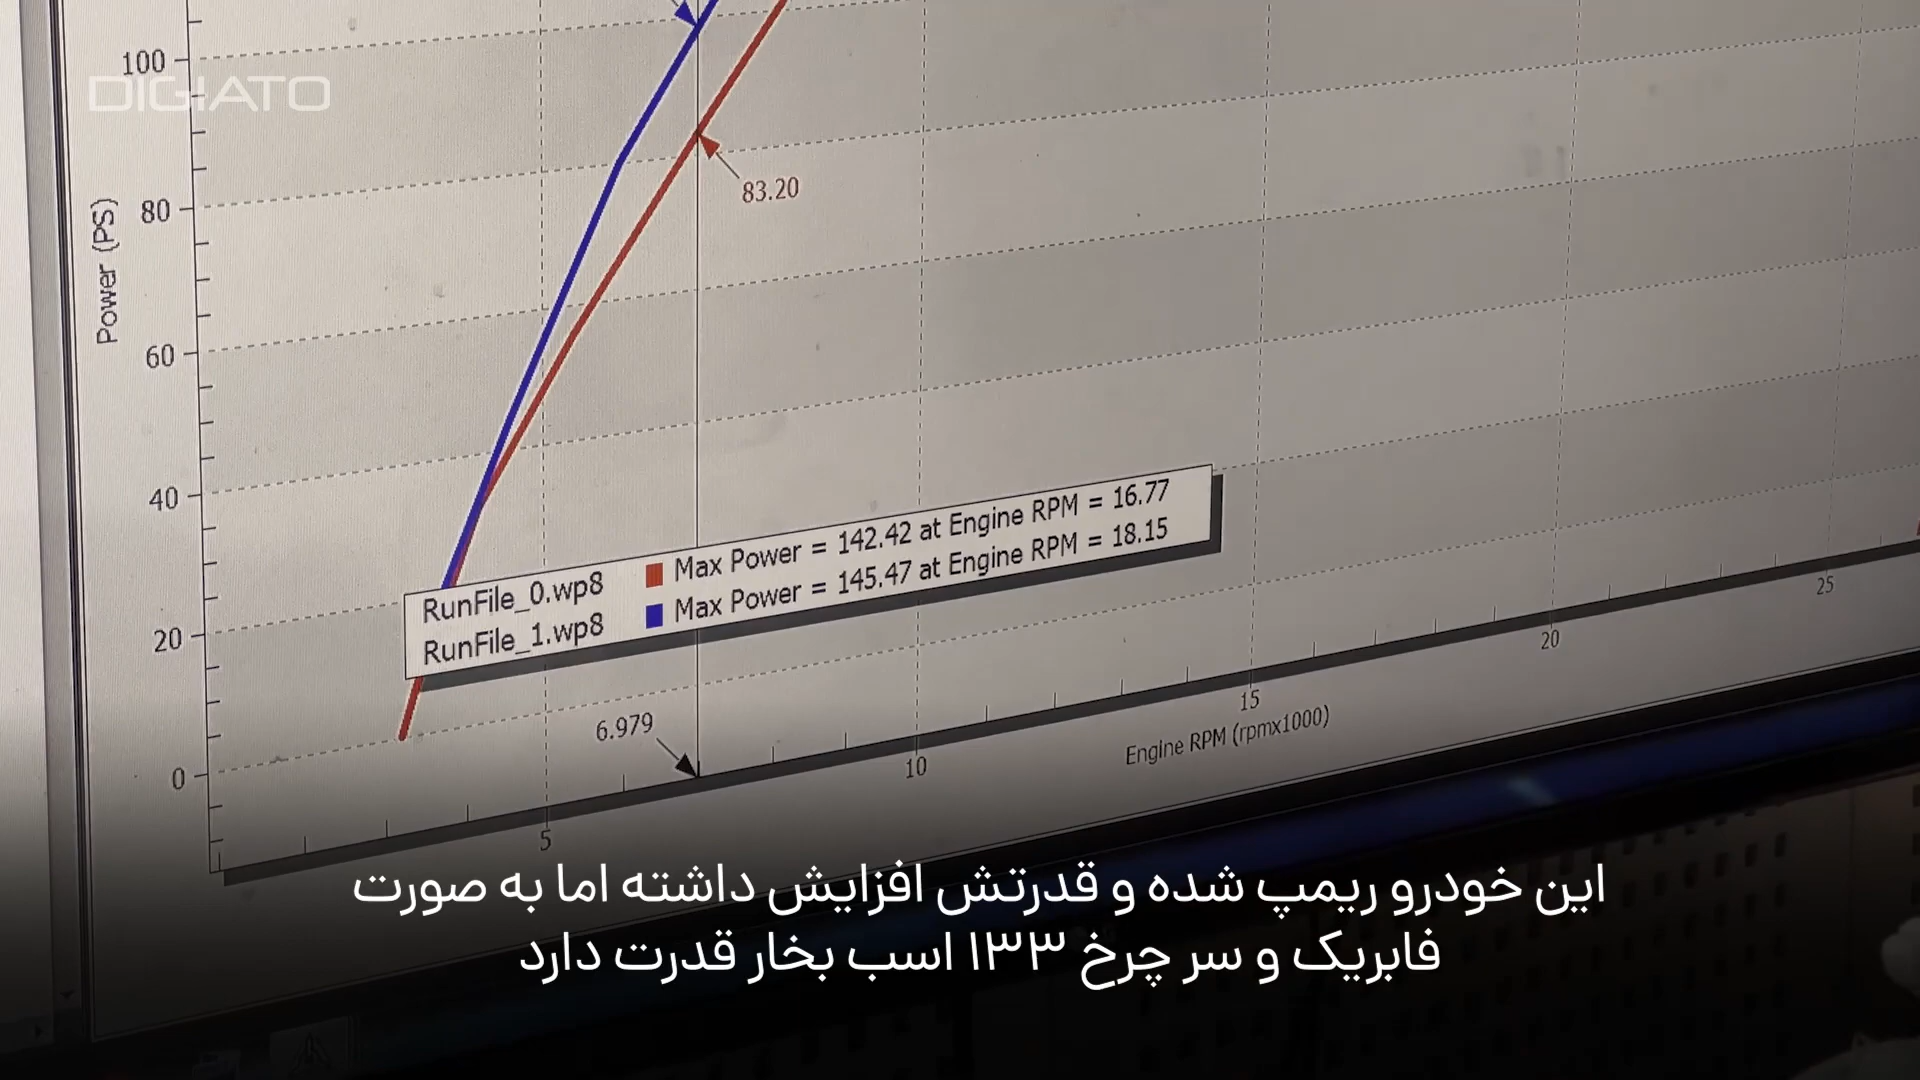 DIGIATO
100
80
60
40
20
0
Power (PS)
83.20
RunFile_0.wp8 Max Power = 142.42 at Engine RPM = 16.77
RunFile_1.wp8 Max Power = 145.47 at Engine RPM = 18.15
6.979
5 10 15 20 25
Engine RPM (rpmx1000)
این خودرو ریمپ شده و قدرتش افزایش داشته اما به صورت
فابریک و سر چرخ ۱۳۳ اسب بخار قدرت دارد